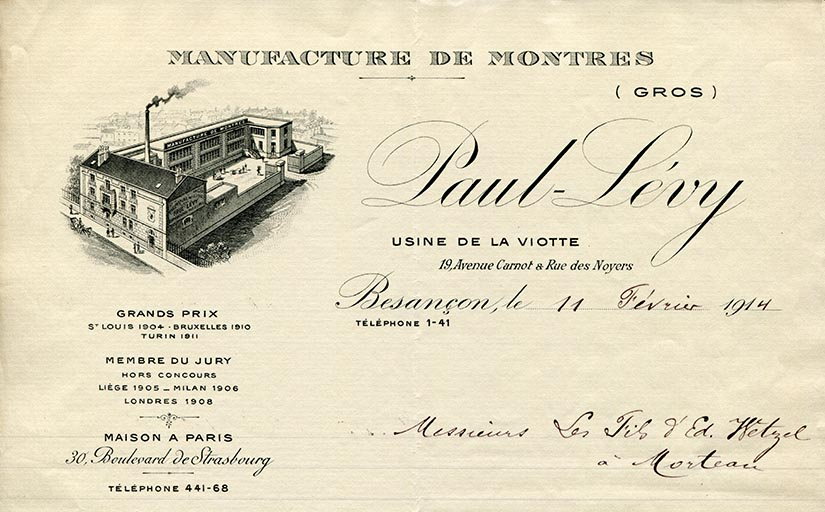 MANUFACTURE DE MONTRES
( GROS )
MANUFACTURE DE MONTRES
Paul-Lévy
USINE DE LA VIOTTE
19, Avenue Carnot & Rue des Noyers
Besançon, le 11 Février 1914
TÉLÉPHONE 1-41
GRANDS PRIX
ST LOUIS 1904 - BRUXELLES 1910
TURIN 1911
MEMBRE DU JURY
HORS CONCOURS
LIÈGE 1905 — MILAN 1906
LONDRES 1908
MAISON A PARIS
30, Boulevard de Strasbourg
TÉLÉPHONE 441-68
Messieurs Les Fils d'Ed. Wetzel
à Morteau